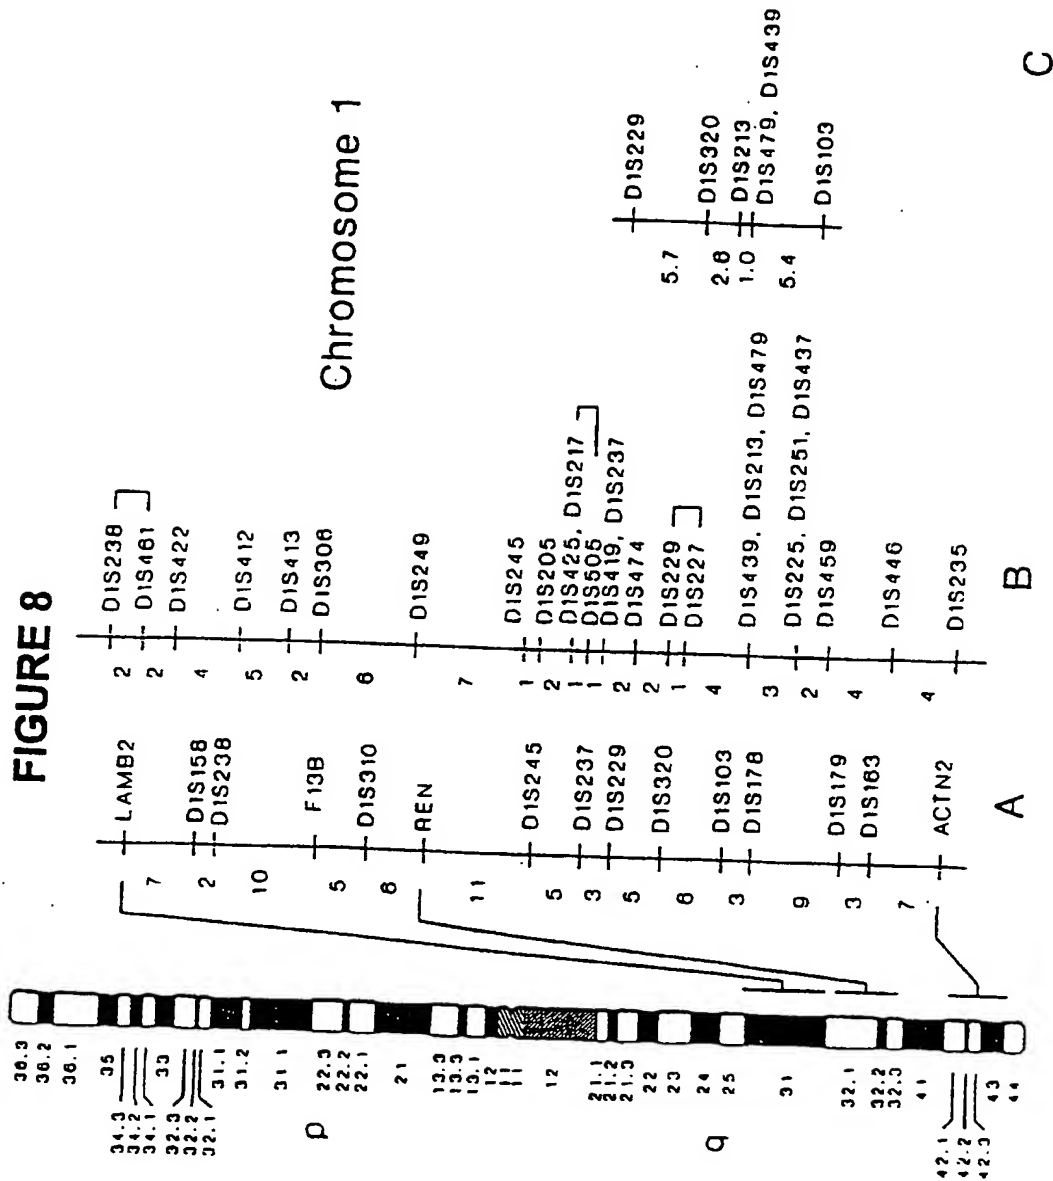 FIGURE 8
Chromosome 1
36.3
36.2
36.1
35
34.3
34.2
34.1
33
32.3
32.2
32.1
31.1
31.2
31.1
22.3
22.2
22.1
21
13.3
13.3
13.1
12
11
11
12
21.1
21.2
21.3
22
23
24
25
31
32.1
32.2
32.3
41
42.1
42.2
42.3
43
44
p
q
LAMB2
7
D1S158
2
D1S238
10
F13B
5
D1S310
8
REN
11
D1S245
5
D1S237
3
D1S229
5
D1S320
8
D1S103
3
D1S178
9
D1S179
3
D1S163
7
ACTN2
A
D1S238
2
D1S461
2
D1S422
4
D1S412
5
D1S413
2
D1S306
6
D1S249
7
D1S245
1
D1S205
2
D1S425, D1S217
1
D1S505
1
D1S419, D1S237
2
D1S474
2
D1S229
1
D1S227
4
D1S439, D1S213, D1S479
3
D1S225, D1S251, D1S437
2
D1S459
4
D1S446
4
D1S235
B
D1S229
5.7
D1S320
2.8
D1S213
1.0
D1S479, D1S439
5.4
D1S103
C